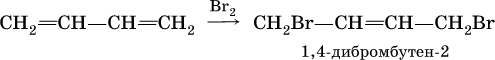 CH₂=CH—CH=CH₂ —Br₂→ CH₂Br—CH=CH—CH₂Br
1,4-дибромбутен-2